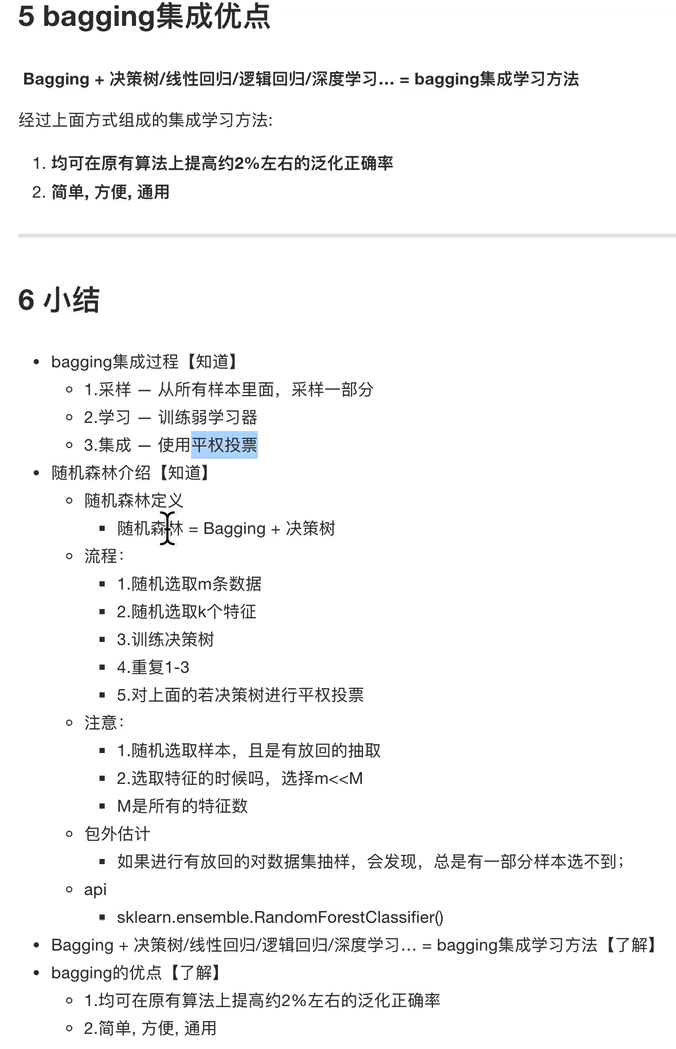 5 bagging集成优点
Bagging + 决策树/线性回归/逻辑回归/深度学习… = bagging集成学习方法
经过上面方式组成的集成学习方法:
1. 均可在原有算法上提高约2%左右的泛化正确率
2. 简单, 方便, 通用
6 小结
• bagging集成过程【知道】
◦ 1.采样 — 从所有样本里面，采样一部分
◦ 2.学习 — 训练弱学习器
◦ 3.集成 — 使用平权投票
• 随机森林介绍【知道】
◦ 随机森林定义
▪ 随机森林 = Bagging + 决策树
◦ 流程：
▪ 1.随机选取m条数据
▪ 2.随机选取k个特征
▪ 3.训练决策树
▪ 4.重复1-3
▪ 5.对上面的若决策树进行平权投票
◦ 注意：
▪ 1.随机选取样本，且是有放回的抽取
▪ 2.选取特征的时候吗，选择m<<M
▪ M是所有的特征数
◦ 包外估计
▪ 如果进行有放回的对数据集抽样，会发现，总是有一部分样本选不到；
◦ api
▪ sklearn.ensemble.RandomForestClassifier()
• Bagging + 决策树/线性回归/逻辑回归/深度学习… = bagging集成学习方法【了解】
• bagging的优点【了解】
◦ 1.均可在原有算法上提高约2%左右的泛化正确率
◦ 2.简单, 方便, 通用